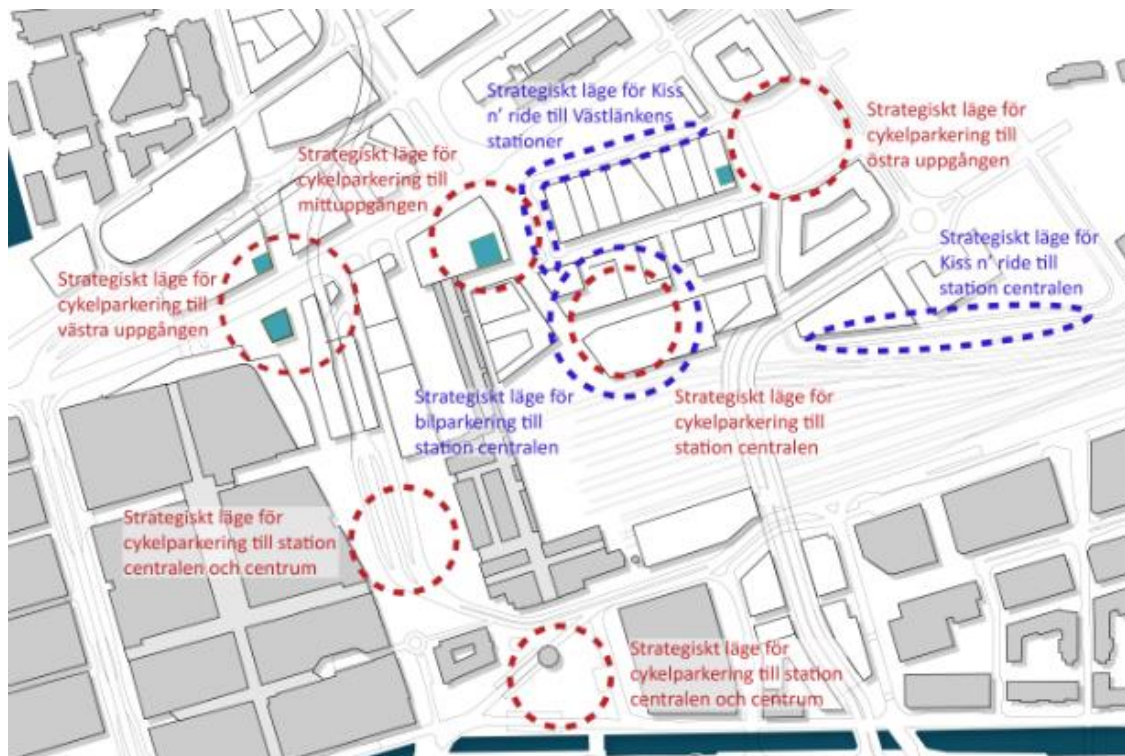 Strategiskt läge för Kiss
n' ride till Västlänkens
stationer
Strategiskt läge för
cykelparkering till
östra uppgången
Strategiskt läge för
cykelparkering till
mittuppgången
Strategiskt läge för
cykelparkering till
västra uppgången
Strategiskt läge för
Kiss n' ride till
station centralen
Strategiskt läge för
bilparkering till
station centralen
Strategiskt läge för
cykelparkering till
station centralen
Strategiskt läge för
cykelparkering till station
centralen och centrum
Strategiskt läge för
cykelparkering till station
centralen och centrum